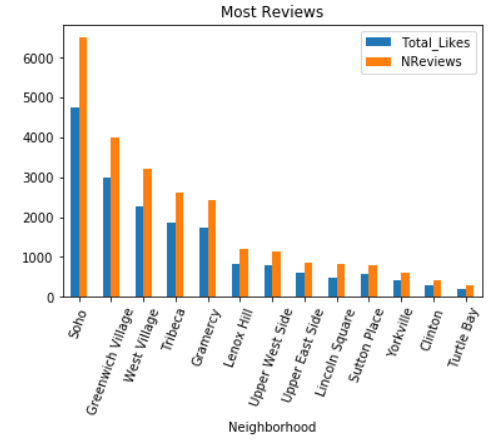 Most Reviews
Total_Likes
NReviews
6000
5000
4000
3000
2000
1000
0
Soho
Greenwich Village
West Village
Tribeca
Gramercy
Lenox Hill
Upper West Side
Upper East Side
Lincoln Square
Sutton Place
Yorkville
Clinton
Turtle Bay
Neighborhood